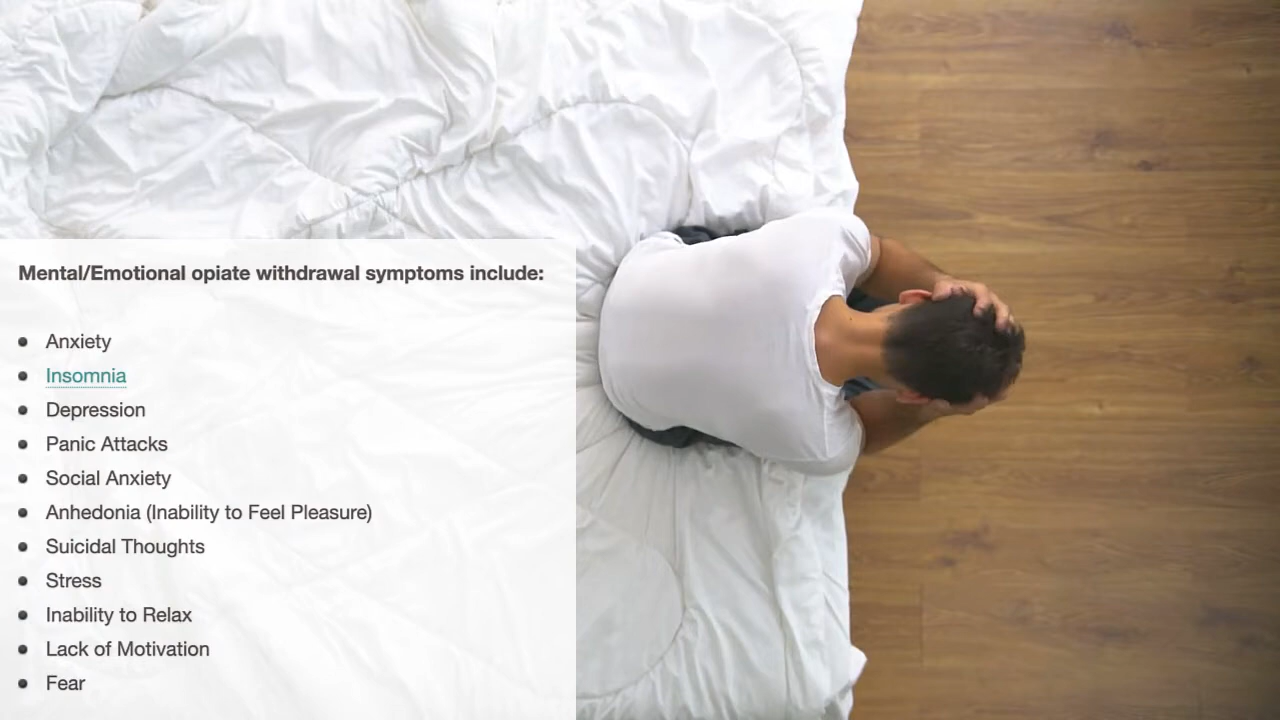 Mental/Emotional opiate withdrawal symptoms include:
Anxiety
Insomnia
Depression
Panic Attacks
Social Anxiety
Anhedonia (Inability to Feel Pleasure)
Suicidal Thoughts
Stress
Inability to Relax
Lack of Motivation
Fear